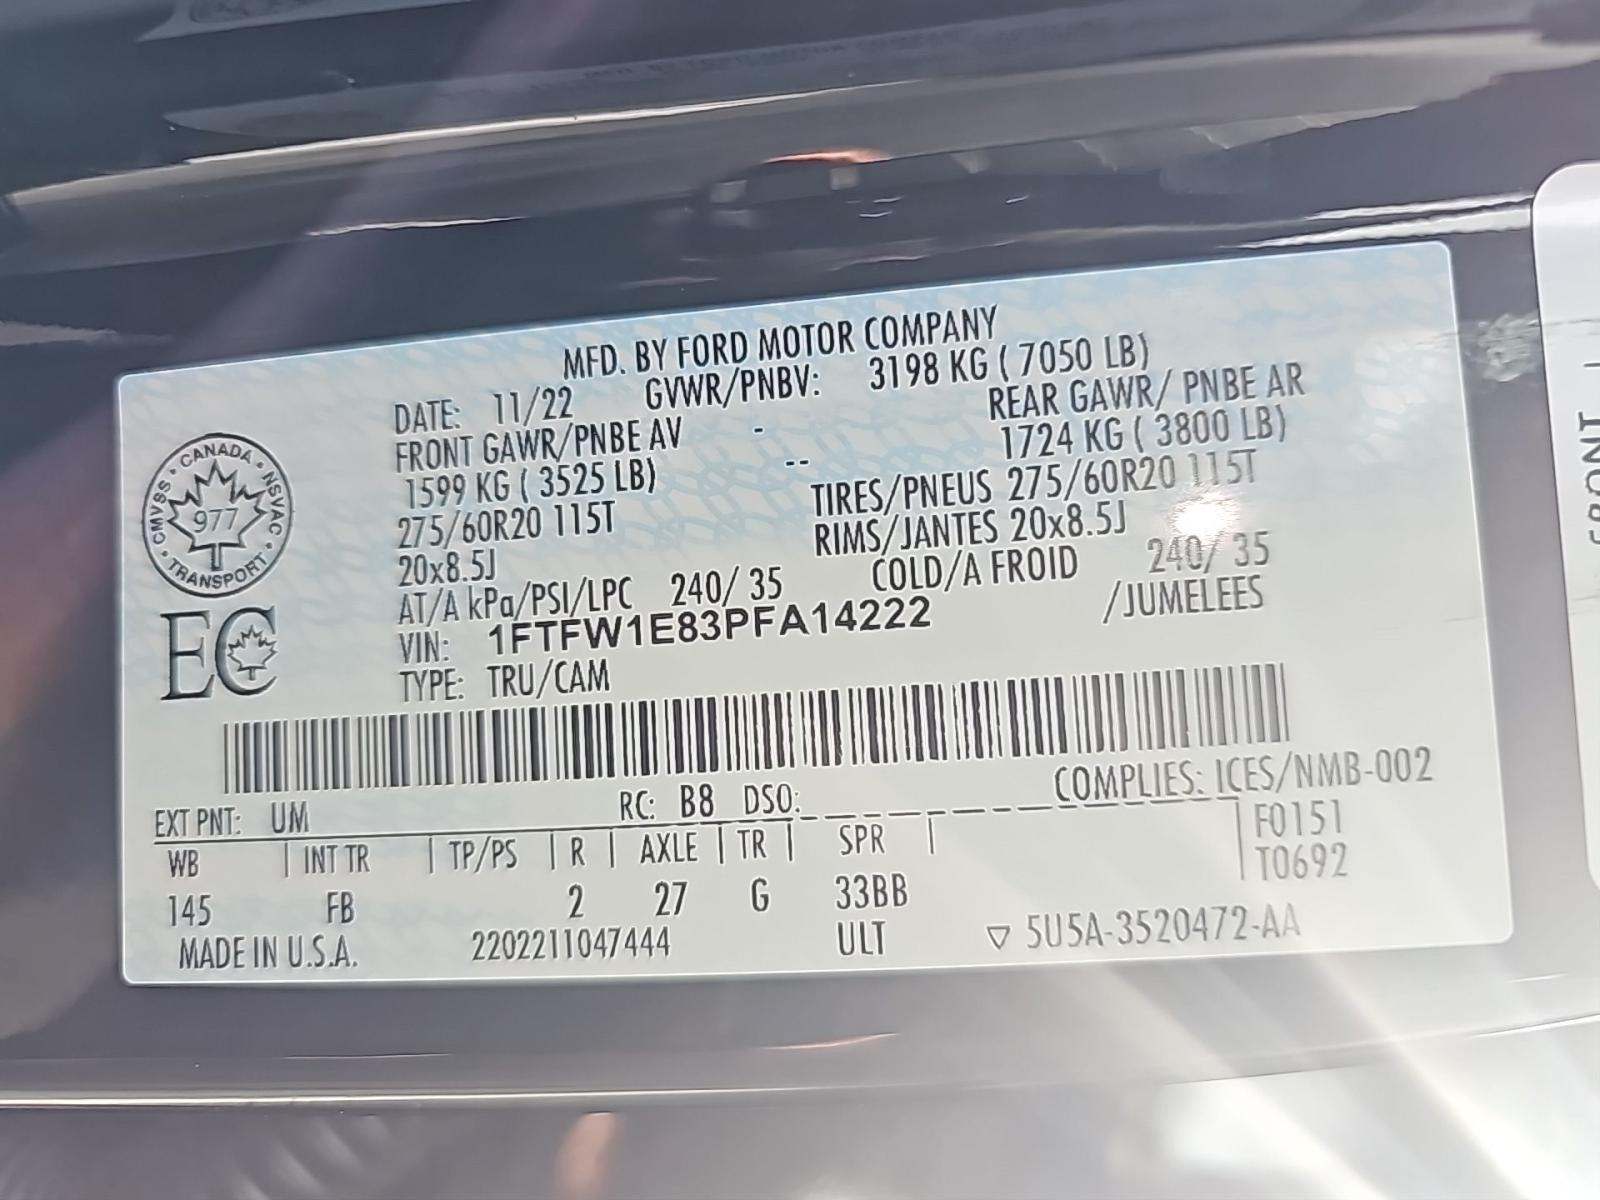 MFD. BY FORD MOTOR COMPANY
DATE: 11/22 GVWR/PNBV: 3198 KG ( 7050 LB)
FRONT GAWR/PNBE AV - REAR GAWR/ PNBE AR
1599 KG ( 3525 LB) -- 1724 KG ( 3800 LB)
275/60R20 115T TIRES/PNEUS 275/60R20 115T
20x8.5J RIMS/JANTES 20x8.5J
AT/A kPa/PSI/LPC 240/ 35 COLD/A FROID 240/ 35
VIN: 1FTFW1E83PFA14222 /JUMELEES
TYPE: TRU/CAM
CANADA
CMVSS NSVAC
977
TRANSPORT
EC
COMPLIES: ICES/NMB-002
EXT PNT: UM RC: B8 DSO:
WB | INT TR | TP/PS | R | AXLE | TR | SPR | F0151
T0692
145 FB 2 27 G 33BB
MADE IN U.S.A. 2202211047444 ULT ▽ 5U5A-3520472-AA